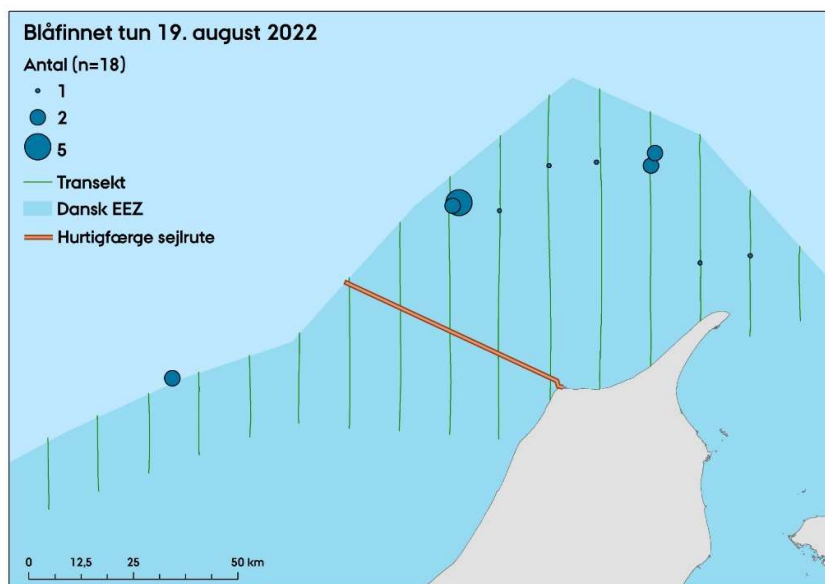 Blåfinnet tun 19. august 2022
Antal (n=18)
1
2
5
Transekt
Dansk EEZ
Hurtigfærge sejlrute
0 12,5 25 50 km